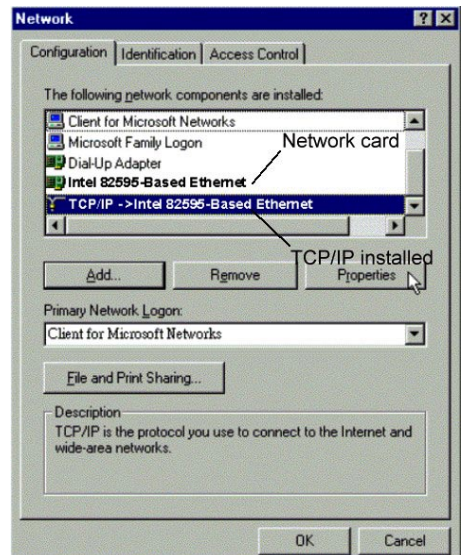 Network
Configuration Identification Access Control
The following network components are installed:
Client for Microsoft Networks
Microsoft Family Logon
Network card
Dial-Up Adapter
Intel 82595-Based Ethernet
TCP/IP ->Intel 82595-Based Ethernet
TCP/IP installed
Add... Remove Properties
Primary Network Logon:
Client for Microsoft Networks
File and Print Sharing...
Description
TCP/IP is the protocol you use to connect to the Internet and
wide-area networks.
OK Cancel